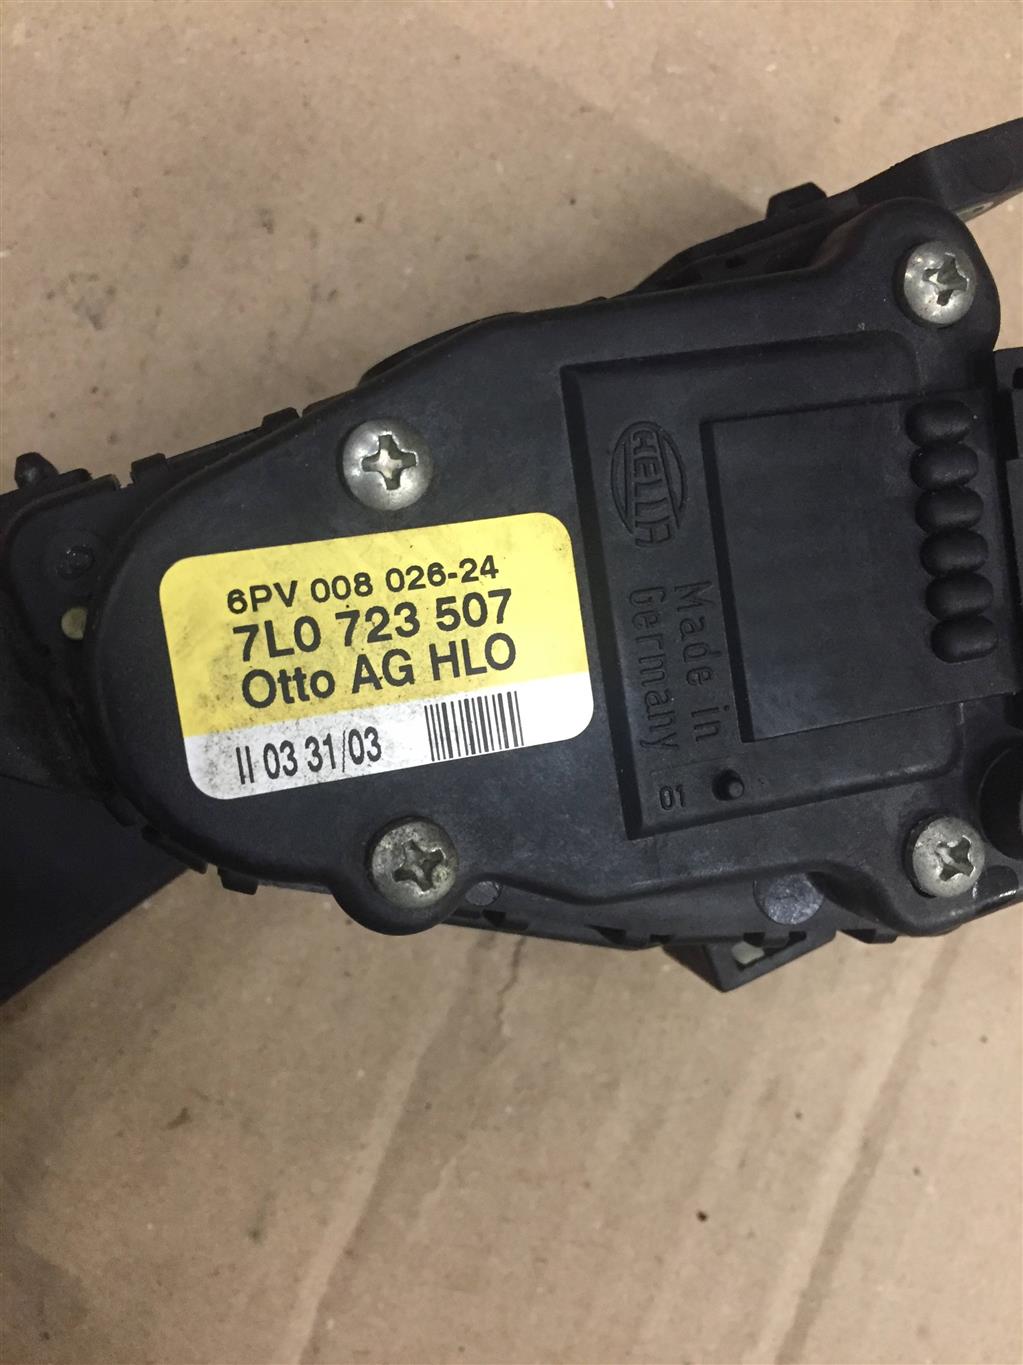 6PV 008 026-24
7L0 723 507
Otto AG HLO
II 03 31/03
HELLA
Made in
Germany
01